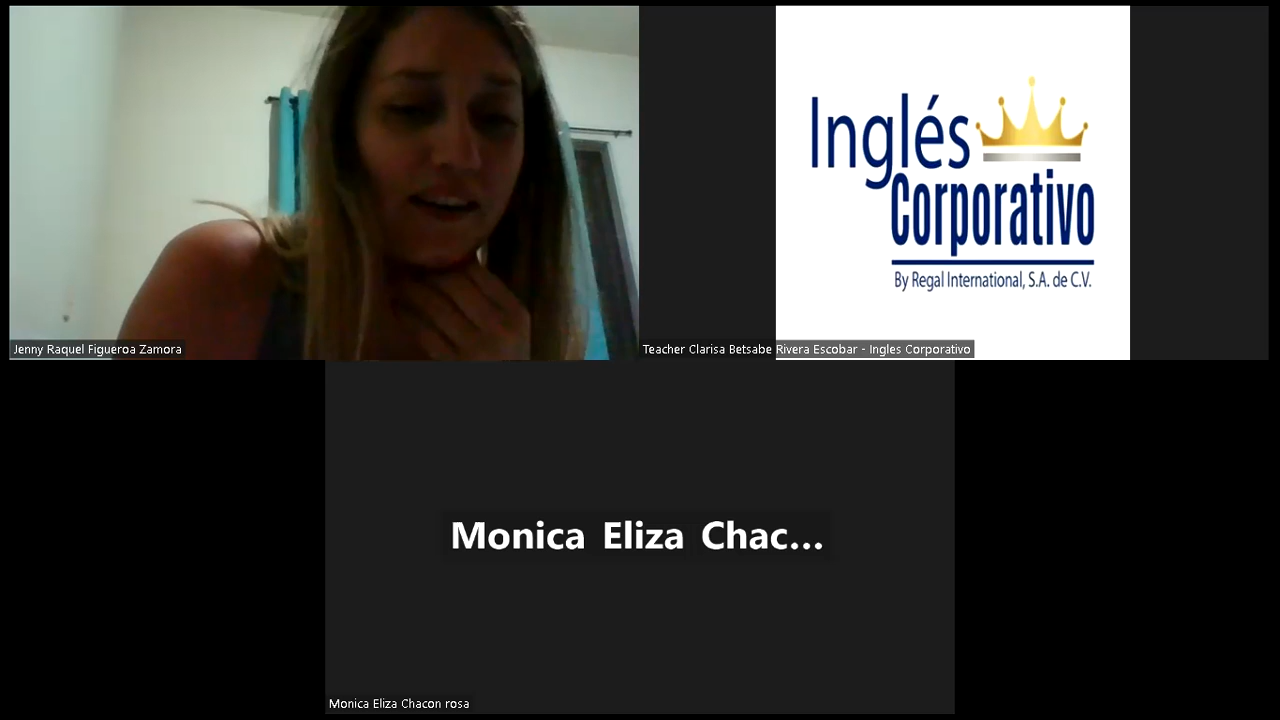 Inglés
Corporativo
By Regal International, S.A. de C.V.
Jenny Raquel Figueroa Zamora
Teacher Clarisa Betsabe Rivera Escobar - Ingles Corporativo
Monica Eliza Chac...
Monica Eliza Chacon rosa